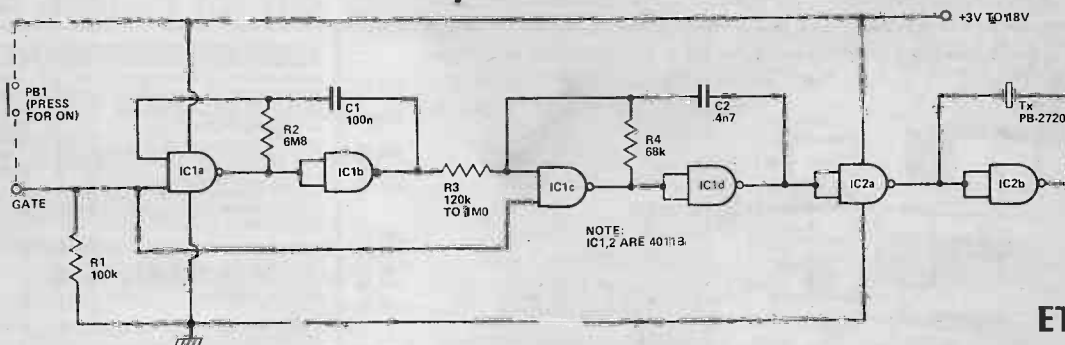 +3V TO 18V
PB1
(PRESS
FOR ON)
C1
100n
R2
6M8
C2
4n7
R4
68k
Tx
PB-2720
IC1a
IC1b
R3
120k
TO 1M0
IC1c
IC1d
IC2a
IC2b
GATE
R1
100k
NOTE:
IC1,2 ARE 4011B
ET